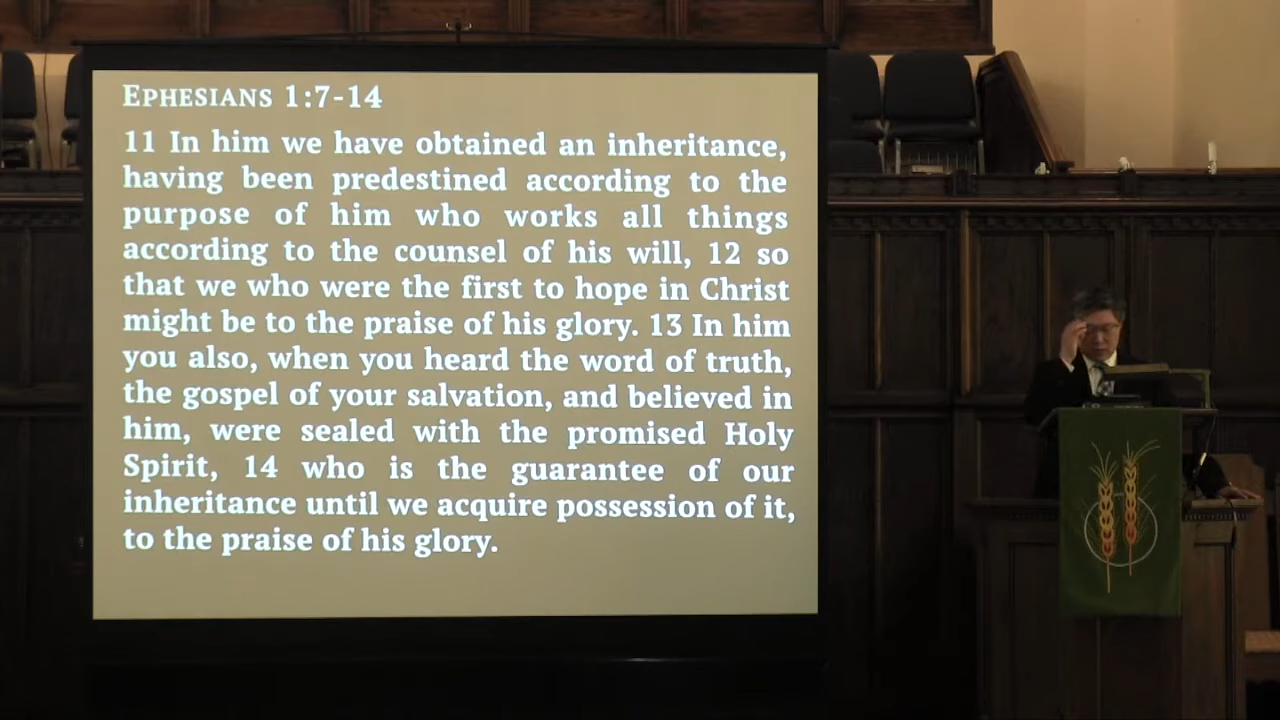 EPHESIANS 1:7-14
11 In him we have obtained an inheritance,
having been predestined according to the
purpose of him who works all things
according to the counsel of his will, 12 so
that we who were the first to hope in Christ
might be to the praise of his glory. 13 In him
you also, when you heard the word of truth,
the gospel of your salvation, and believed in
him, were sealed with the promised Holy
Spirit, 14 who is the guarantee of our
inheritance until we acquire possession of it,
to the praise of his glory.